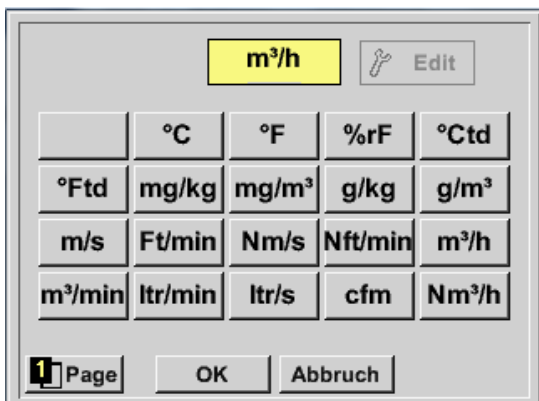 m³/h Edit
°C °F %rF °Ctd
°Ftd mg/kg mg/m³ g/kg g/m³
m/s Ft/min Nm/s Nft/min m³/h
m³/min ltr/min ltr/s cfm Nm³/h
1 Page OK Abbruch